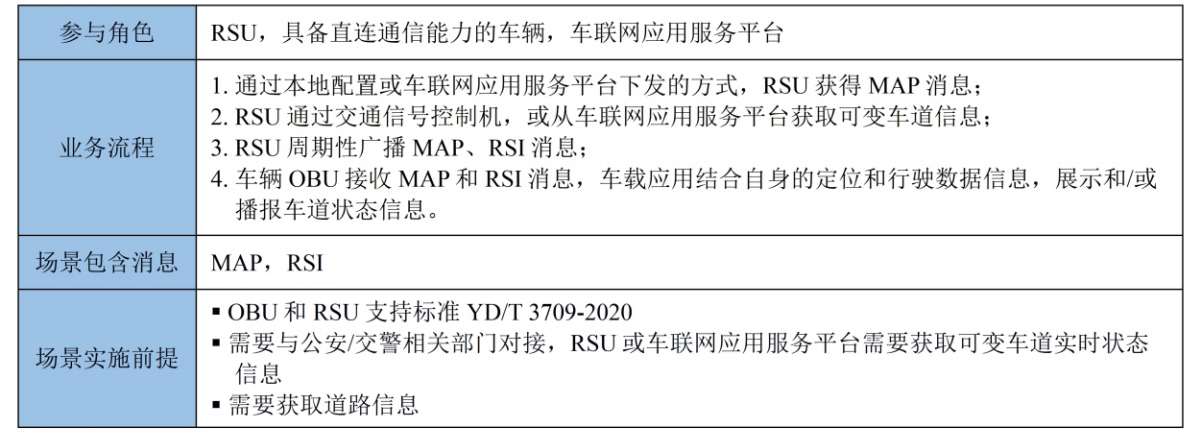 参与角色
RSU，具备直连通信能力的车辆，车联网应用服务平台
业务流程
1. 通过本地配置或车联网应用服务平台下发的方式，RSU 获得 MAP 消息；
2. RSU 通过交通信号控制机，或从车联网应用服务平台获取可变车道信息；
3. RSU 周期性广播 MAP、RSI 消息；
4. 车辆 OBU 接收 MAP 和 RSI 消息，车载应用结合自身的定位和行驶数据信息，展示和/或
播报车道状态信息。
场景包含消息
MAP，RSI
场景实施前提
▪ OBU 和 RSU 支持标准 YD/T 3709-2020
▪ 需要与公安/交警相关部门对接，RSU 或车联网应用服务平台需要获取可变车道实时状态
信息
▪ 需要获取道路信息